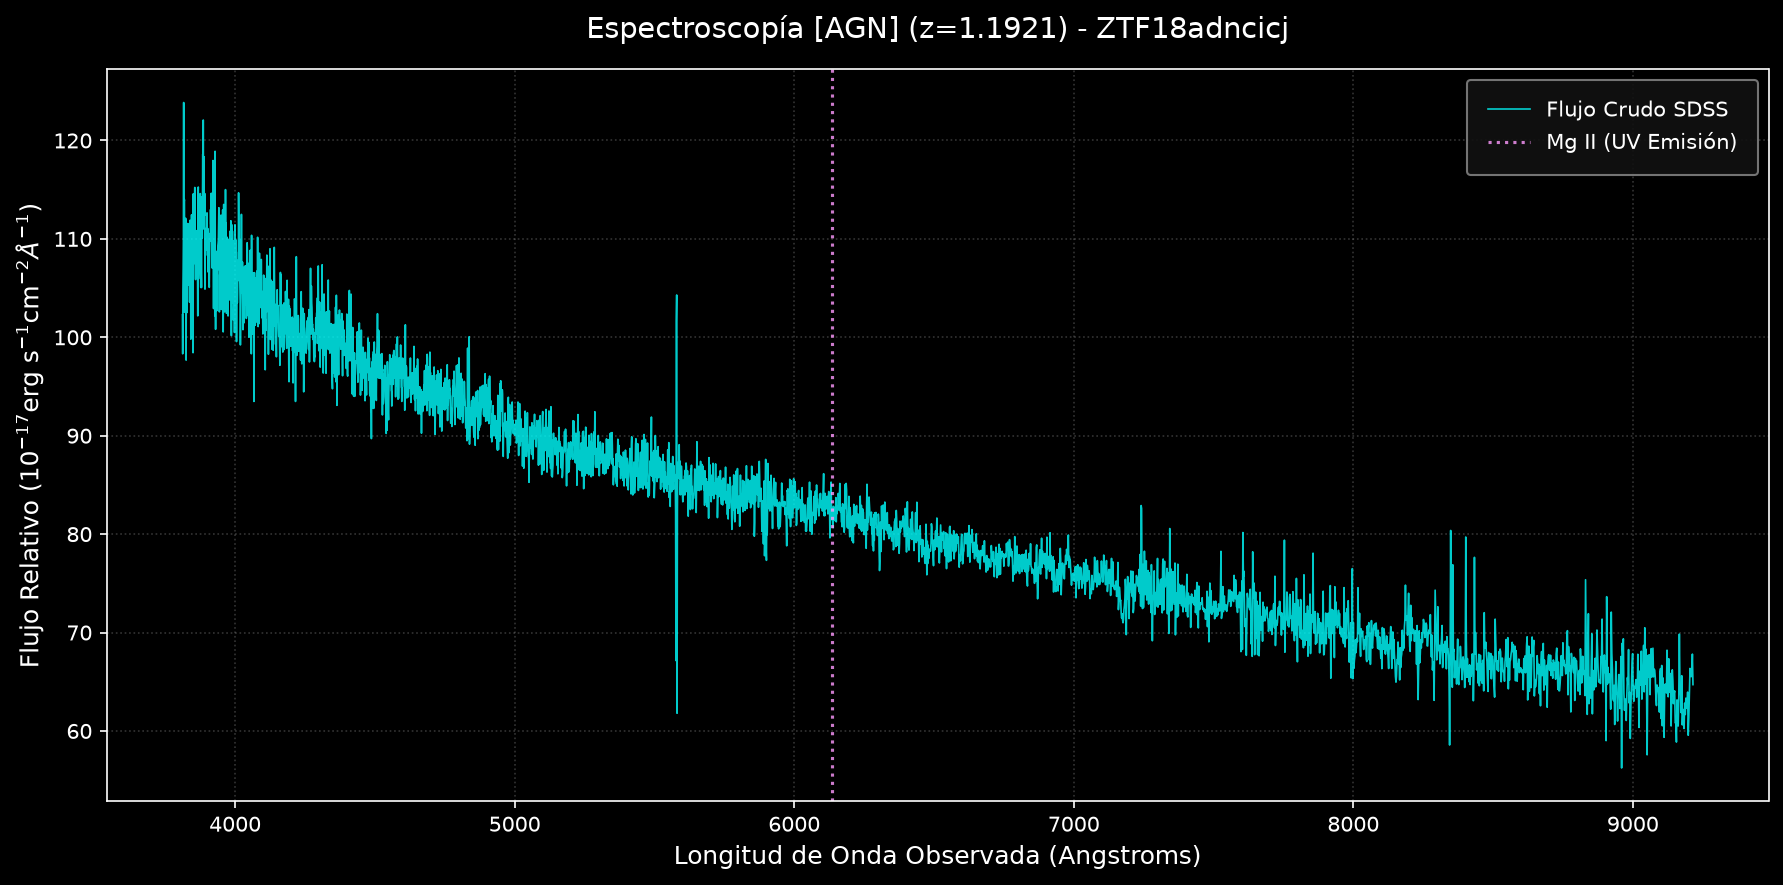 Espectroscopía [AGN] (z=1.1921) - ZTF18adncicj
Flujo Crudo SDSS
Mg II (UV Emisión)
Flujo Relativo (10⁻¹⁷erg s⁻¹cm⁻²Å⁻¹)
120
110
100
90
80
70
60
4000 5000 6000 7000 8000 9000
Longitud de Onda Observada (Angstroms)